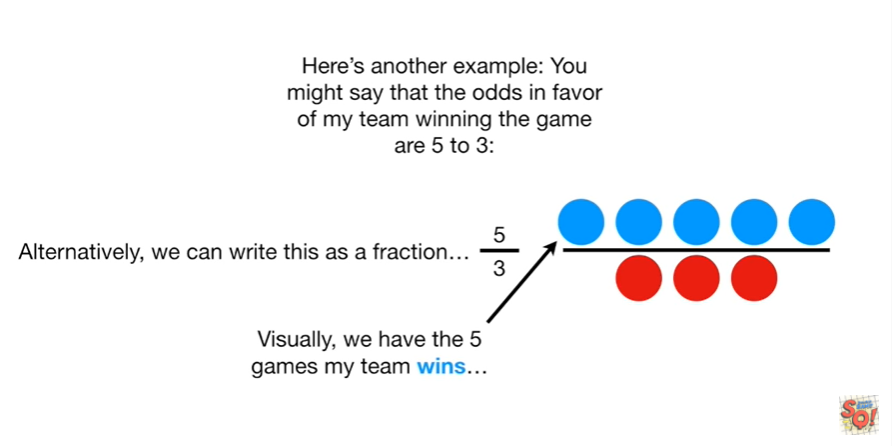 Here's another example: You
might say that the odds in favor
of my team winning the game
are 5 to 3:
Alternatively, we can write this as a fraction...
5
3
Visually, we have the 5
games my team wins...
SQ!